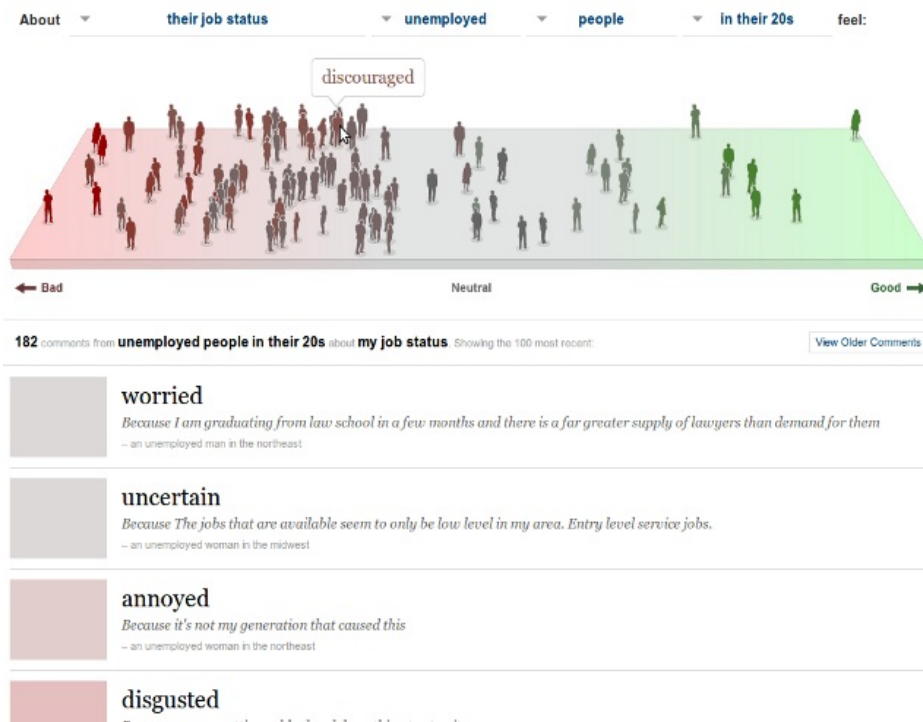 About their job status unemployed people in their 20s feel:
discouraged
Bad Neutral Good
182 comments from unemployed people in their 20s about my job status. Showing the 100 most recent:
View Older Comments
worried
Because I am graduating from law school in a few months and there is a far greater supply of lawyers than demand for them
– an unemployed man in the northeast
uncertain
Because The jobs that are available seem to only be low level in my area. Entry level service jobs.
– an unemployed woman in the midwest
annoyed
Because it's not my generation that caused this
– an unemployed woman in the northeast
disgusted